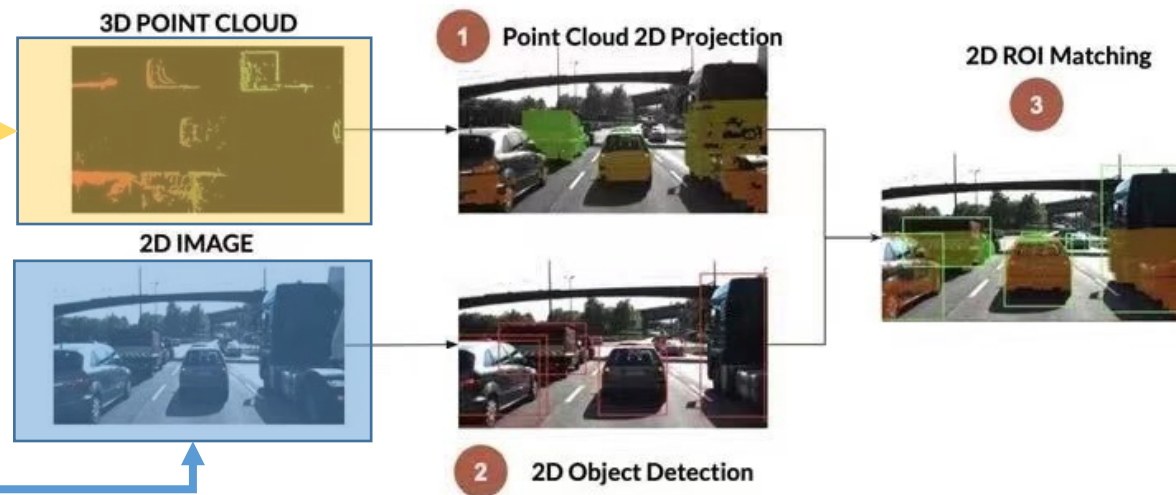 3D POINT CLOUD
1 Point Cloud 2D Projection
2D ROI Matching
3
2D IMAGE
2 2D Object Detection